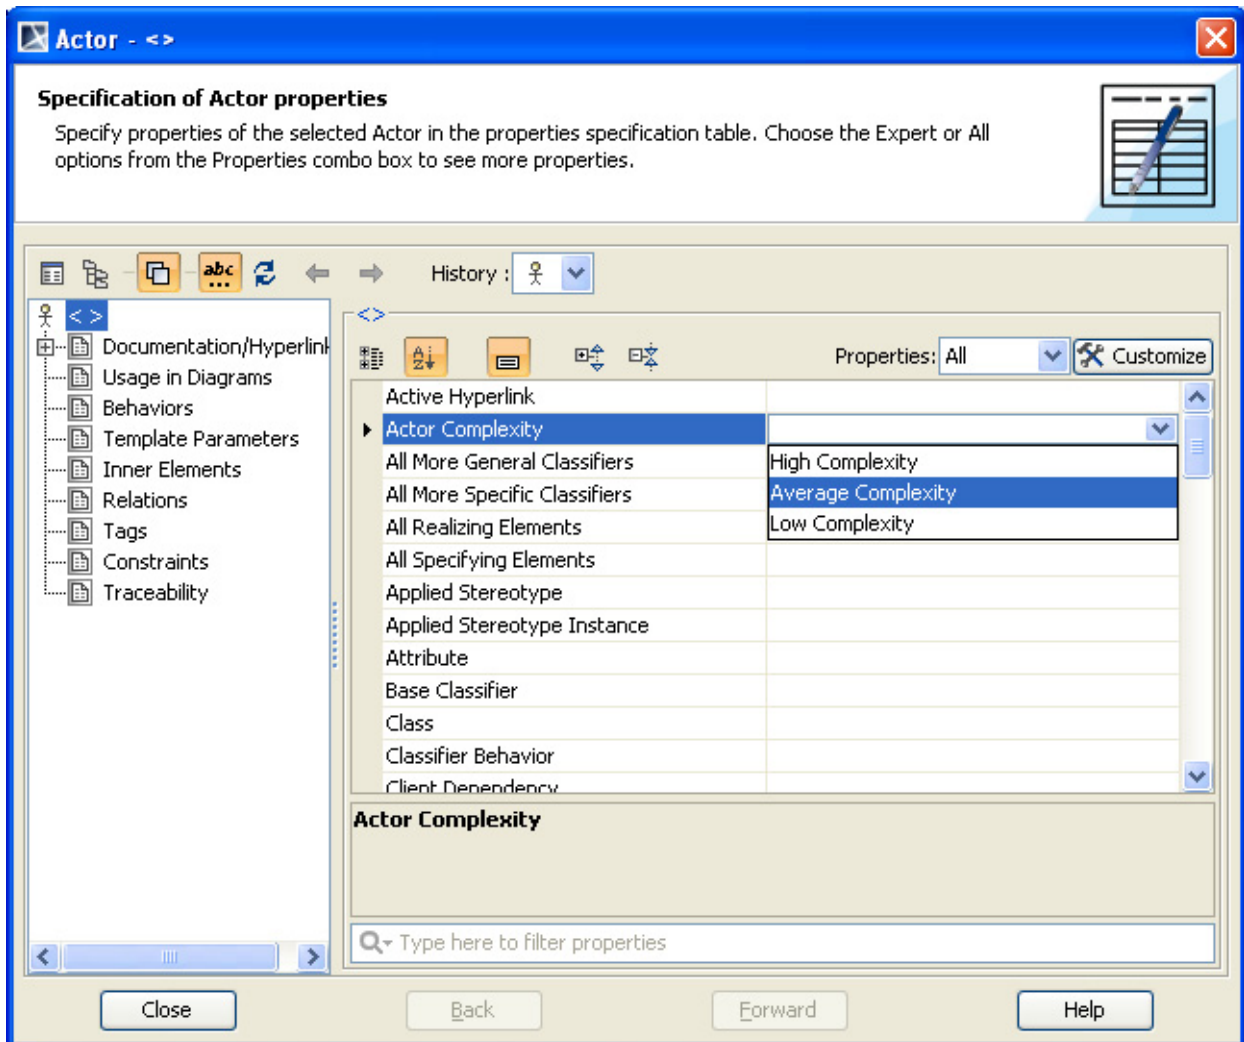 Actor - <>
Specification of Actor properties
Specify properties of the selected Actor in the properties specification table. Choose the Expert or All
options from the Properties combo box to see more properties.
abc
History :
< >
Documentation/Hyperlink
Usage in Diagrams
Behaviors
Template Parameters
Inner Elements
Relations
Tags
Constraints
Traceability
<>
A
Z
Properties: All
Customize
Active Hyperlink
Actor Complexity
All More General Classifiers
High Complexity
All More Specific Classifiers
Average Complexity
All Realizing Elements
Low Complexity
All Specifying Elements
Applied Stereotype
Applied Stereotype Instance
Attribute
Base Classifier
Class
Classifier Behavior
Client Dependency
Actor Complexity
Type here to filter properties
Close
Back
Forward
Help